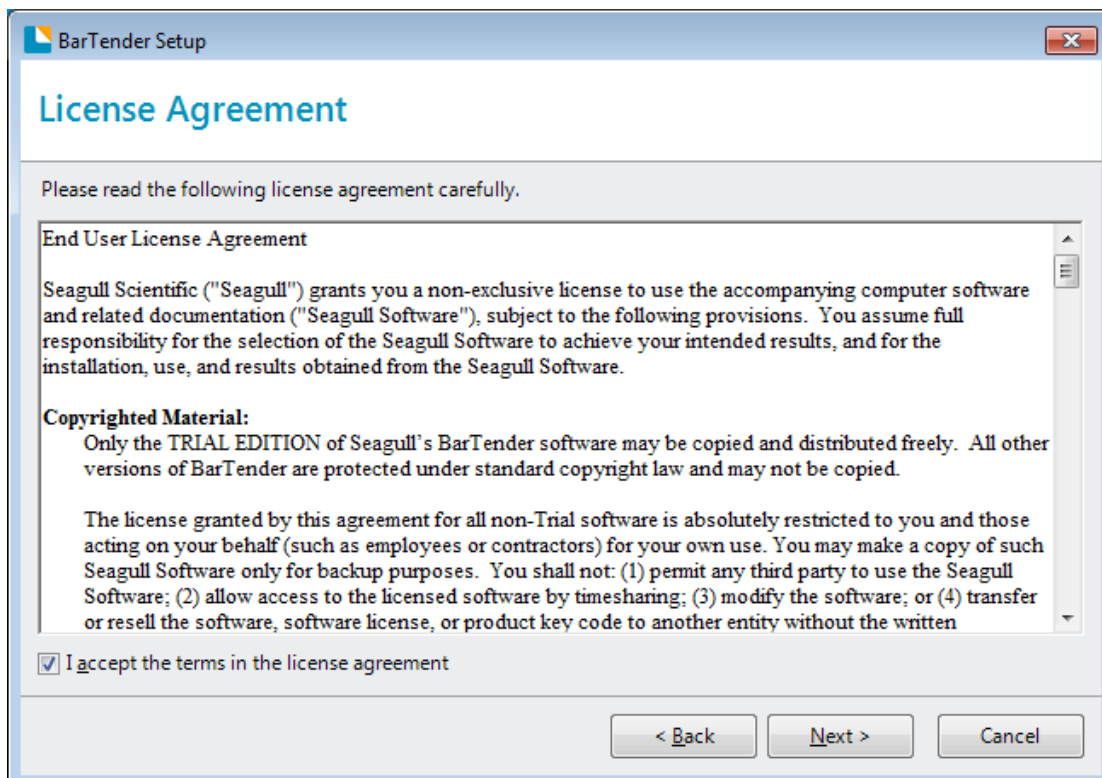 BarTender Setup
License Agreement
Please read the following license agreement carefully.
End User License Agreement
Seagull Scientific ("Seagull") grants you a non-exclusive license to use the accompanying computer software
and related documentation ("Seagull Software"), subject to the following provisions.  You assume full
responsibility for the selection of the Seagull Software to achieve your intended results, and for the
installation, use, and results obtained from the Seagull Software.
Copyrighted Material:
Only the TRIAL EDITION of Seagull’s BarTender software may be copied and distributed freely.  All other
versions of BarTender are protected under standard copyright law and may not be copied.
The license granted by this agreement for all non-Trial software is absolutely restricted to you and those
acting on your behalf (such as employees or contractors) for your own use. You may make a copy of such
Seagull Software only for backup purposes.  You shall not: (1) permit any third party to use the Seagull
Software; (2) allow access to the licensed software by timesharing; (3) modify the software; or (4) transfer
or resell the software, software license, or product key code to another entity without the written
I accept the terms in the license agreement
< Back
Next >
Cancel